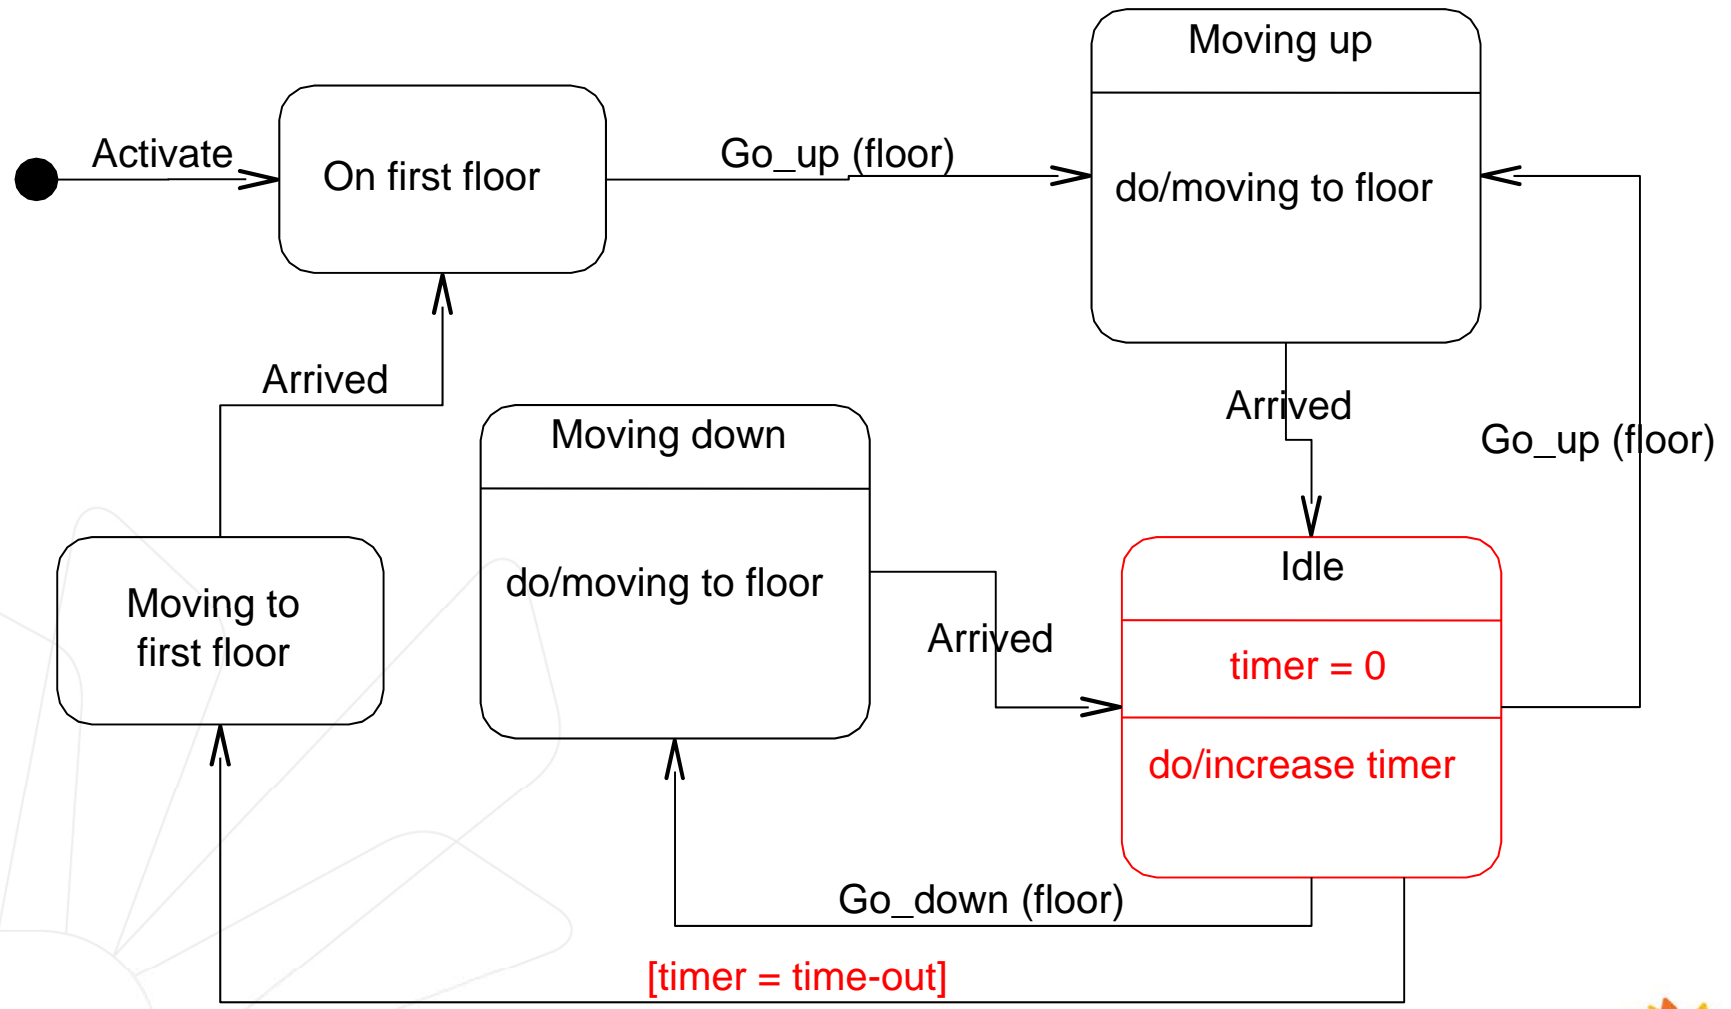 Moving up
Activate
On first floor
Go_up (floor)
do/moving to floor
Arrived
Moving down
Arrived
Go_up (floor)
do/moving to floor
Moving to
first floor
Arrived
Idle
timer = 0
do/increase timer
Go_down (floor)
[timer = time-out]